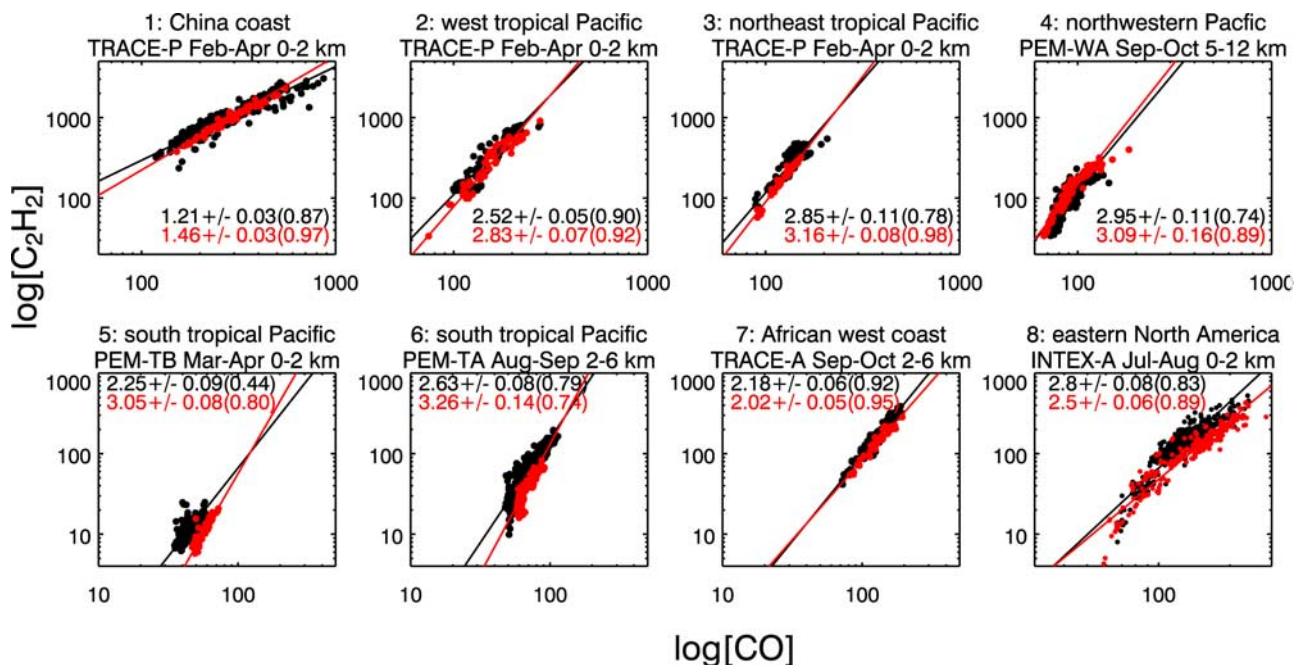 1: China coast
TRACE-P Feb-Apr 0-2 km
2: west tropical Pacific
TRACE-P Feb-Apr 0-2 km
3: northeast tropical Pacific
TRACE-P Feb-Apr 0-2 km
4: northwestern Pacfic
PEM-WA Sep-Oct 5-12 km
log[C₂H₂]
1000
100
1.21+/- 0.03(0.87)
1.46+/- 0.03(0.97)
100 1000
1000
100
2.52+/- 0.05(0.90)
2.83+/- 0.07(0.92)
100 1000
1000
100
2.85+/- 0.11(0.78)
3.16+/- 0.08(0.98)
100 1000
1000
100
2.95+/- 0.11(0.74)
3.09+/- 0.16(0.89)
100 1000
5: south tropical Pacific
PEM-TB Mar-Apr 0-2 km
6: south tropical Pacific
PEM-TA Aug-Sep 2-6 km
7: African west coast
TRACE-A Sep-Oct 2-6 km
8: eastern North America
INTEX-A Jul-Aug 0-2 km
1000
100
10
2.25+/- 0.09(0.44)
3.05+/- 0.08(0.80)
10 100
1000
100
10
2.63+/- 0.08(0.79)
3.26+/- 0.14(0.74)
10 100
1000
100
10
2.18+/- 0.06(0.92)
2.02+/- 0.05(0.95)
10 100
1000
100
10
2.8+/- 0.08(0.83)
2.5+/- 0.06(0.89)
100
log[CO]